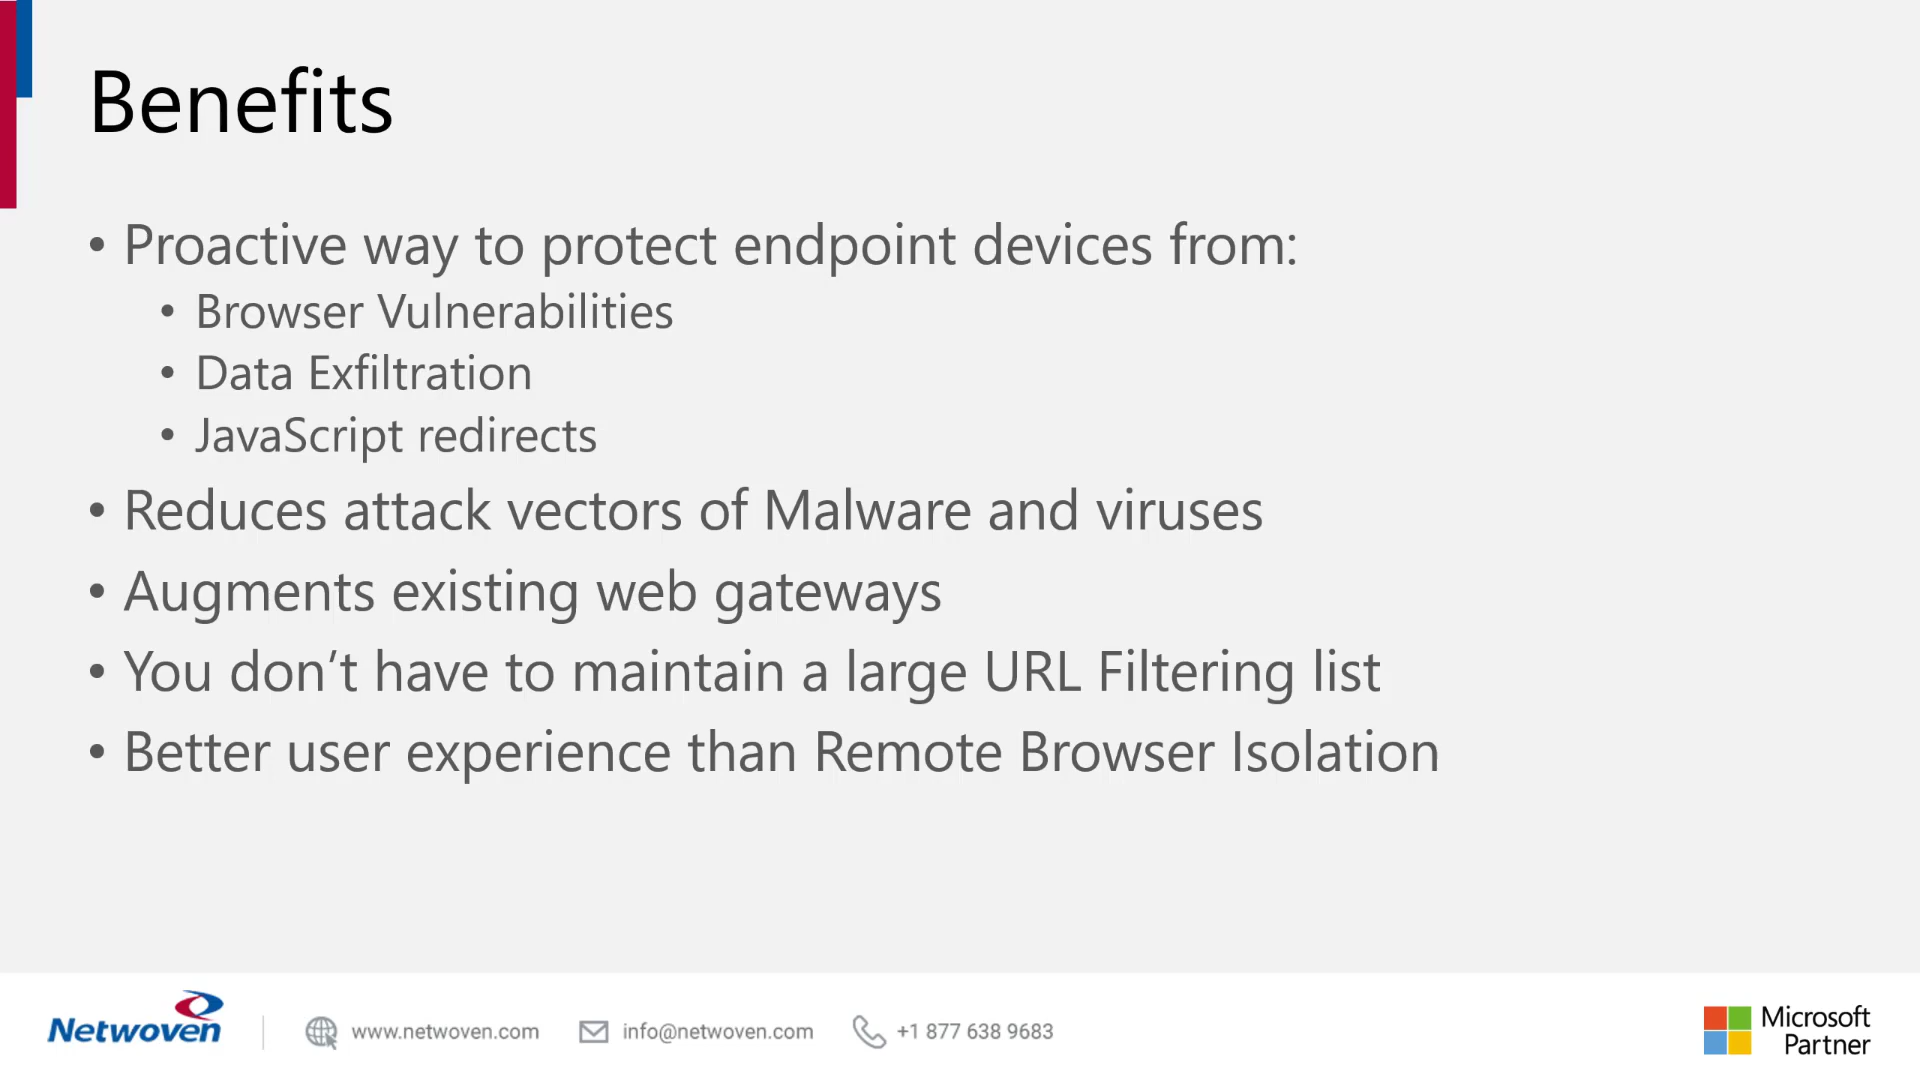 Benefits
• Proactive way to protect endpoint devices from:
• Browser Vulnerabilities
• Data Exfiltration
• JavaScript redirects
• Reduces attack vectors of Malware and viruses
• Augments existing web gateways
• You don’t have to maintain a large URL Filtering list
• Better user experience than Remote Browser Isolation
Netwoven
www.netwoven.com
info@netwoven.com
+1 877 638 9683
Microsoft
Partner